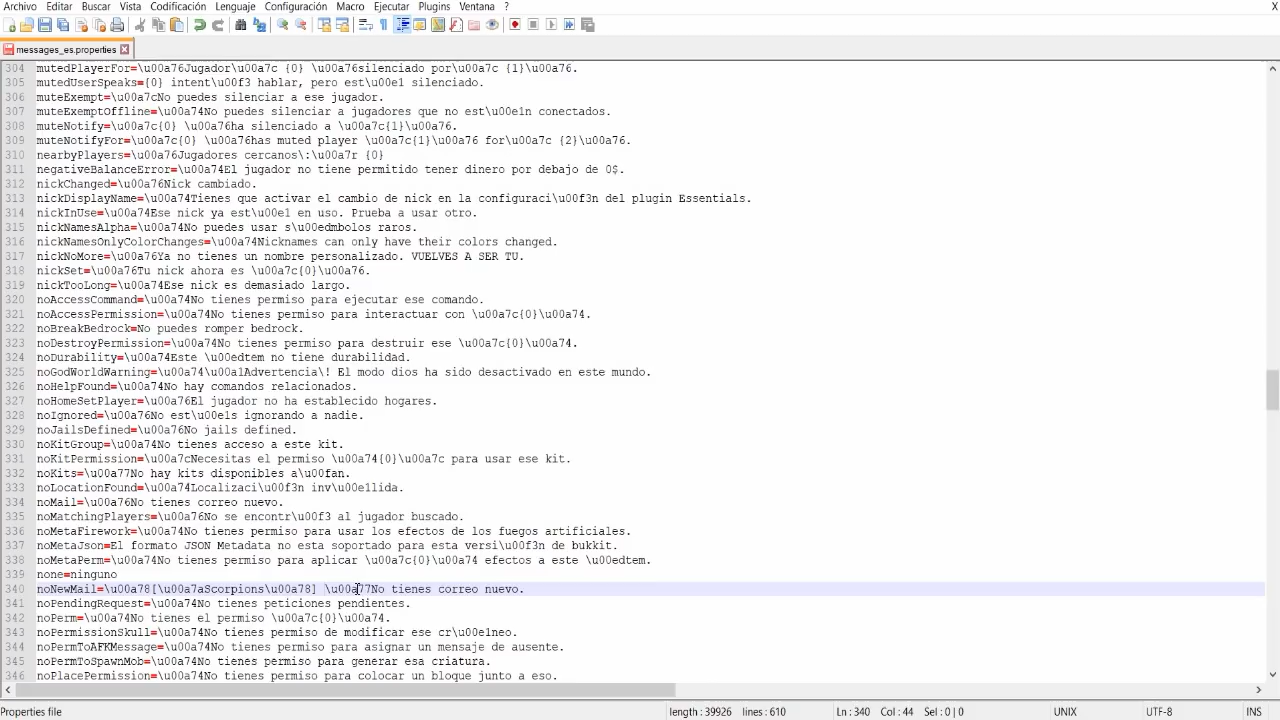 Archivo Editar Buscar Vista Codificación Lenguaje Configuración Macro Ejecutar Plugins Ventana ? X
messages_es.properties
304 mutedPlayerFor=\u00a76Jugador\u00a7c {0} \u00a76silenciado por\u00a7c {1}\u00a76.
305 mutedUserSpeaks={0} intent\u00f3 hablar, pero est\u00e1 silenciado.
306 muteExempt=\u00a7cNo puedes silenciar a ese jugador.
307 muteExemptOffline=\u00a74No puedes silenciar a jugadores que no est\u00e1n conectados.
308 muteNotify=\u00a7c{0} \u00a76ha silenciado a \u00a7c{1}\u00a76.
309 muteNotifyFor=\u00a7c{0} \u00a76has muted player \u00a7c{1}\u00a76 for\u00a7c {2}\u00a76.
310 nearbyPlayers=\u00a76Jugadores cercanos\:\u00a7r {0}
311 negativeBalanceError=\u00a74El jugador no tiene permitido tener dinero por debajo de 0$.
312 nickChanged=\u00a76Nick cambiado.
313 nickDisplayName=\u00a74Tienes que activar el cambio de nick en la configuraci\u00f3n del plugin Essentials.
314 nickInUse=\u00a74Ese nick ya est\u00e1 en uso. Prueba a usar otro.
315 nickNamesAlpha=\u00a74No puedes usar s\u00edmbolos raros.
316 nickNamesOnlyColorChanges=\u00a74Nicknames can only have their colors changed.
317 nickNoMore=\u00a76Ya no tienes un nombre personalizado. VUELVES A SER TU.
318 nickSet=\u00a76Tu nick ahora es \u00a7c{0}\u00a76.
319 nickTooLong=\u00a74Ese nick es demasiado largo.
320 noAccessCommand=\u00a74No tienes permiso para ejecutar ese comando.
321 noAccessPermission=\u00a74No tienes permiso para interactuar con \u00a7c{0}\u00a74.
322 noBreakBedrock=No puedes romper bedrock.
323 noDestroyPermission=\u00a74No tienes permiso para destruir ese \u00a7c{0}\u00a74.
324 noDurability=\u00a74Este \u00edtem no tiene durabilidad.
325 noGodWorldWarning=\u00a74\u00a1Advertencia\! El modo dios ha sido desactivado en este mundo.
326 noHelpFound=\u00a74No hay comandos relacionados.
327 noHomeSetPlayer=\u00a76El jugador no ha establecido hogares.
328 noIgnored=\u00a76No est\u00e1s ignorando a nadie.
329 noJailsDefined=\u00a76No jails defined.
330 noKitGroup=\u00a74No tienes acceso a este kit.
331 noKitPermission=\u00a7cNecesitas el permiso \u00a74{0}\u00a7c para usar ese kit.
332 noKits=\u00a77No hay kits disponibles a\u00fan.
333 noLocationFound=\u00a74Localizaci\u00f3n inv\u00e1lida.
334 noMail=\u00a76No tienes correo nuevo.
335 noMatchingPlayers=\u00a76No se encontr\u00f3 al jugador buscado.
336 noMetaFirework=\u00a74No tienes permiso para usar los efectos de los fuegos artificiales.
337 noMetaJson=El formato JSON Metadata no esta soportado para esta versi\u00f3n de bukkit.
338 noMetaPerm=\u00a74No tienes permiso para aplicar \u00a7c{0}\u00a74 efectos a este \u00edtem.
339 none=ninguno
340 noNewMail=\u00a78[\u00a7aScorpions\u00a78] \u00a77No tienes correo nuevo.
341 noPendingRequest=\u00a74No tienes peticiones pendientes.
342 noPerm=\u00a74No tienes el permiso \u00a7c{0}\u00a74.
343 noPermissionSkull=\u00a74No tienes permiso de modificar ese cr\u00e1neo.
344 noPermToAFKMessage=\u00a74No tienes permiso para asignar un mensaje de ausente.
345 noPermToSpawnMob=\u00a74No tienes permiso para generar esa criatura.
346 noPlacePermission=\u00a74No tienes permiso para colocar un bloque junto a eso.
Properties file length : 39926 lines : 610 Ln : 340 Col : 44 Sel : 0 | 0 UNIX UTF-8 INS